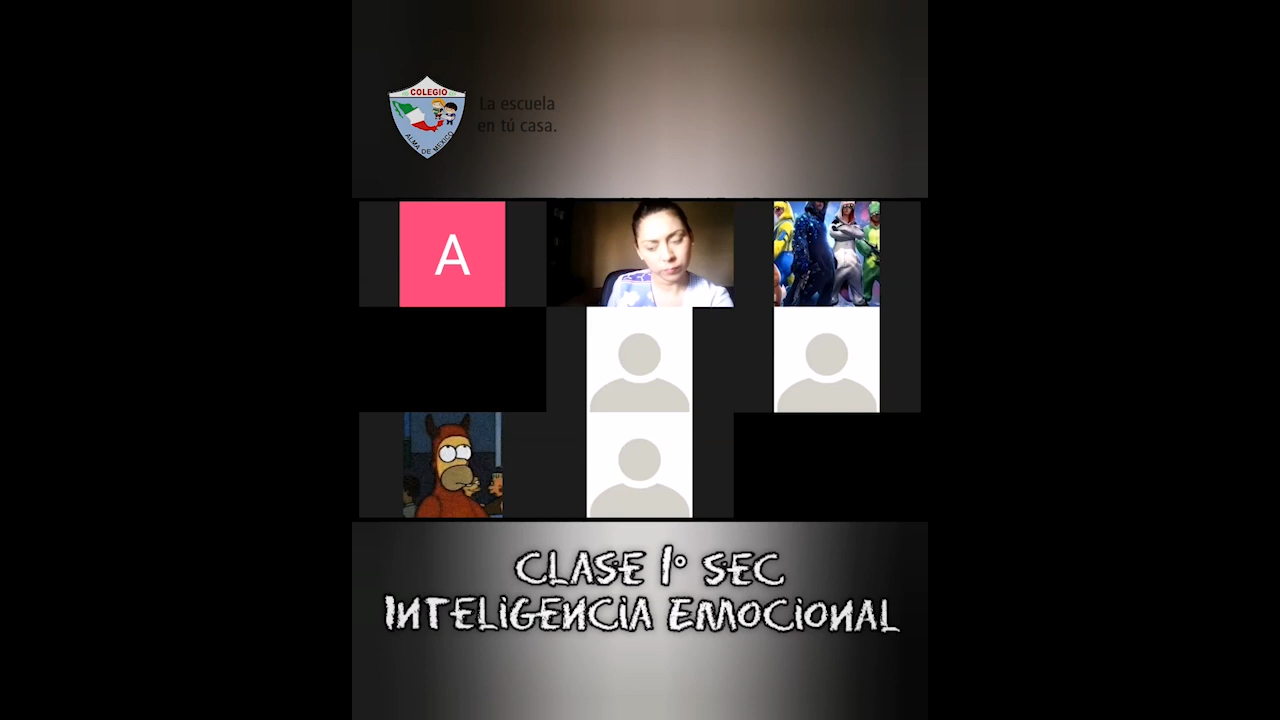 COLEGIO
ALMA DE MEXICO
La escuela
en tú casa.
A
CLASE 1° SEC
INTELIGENCIA EMOCIONAL